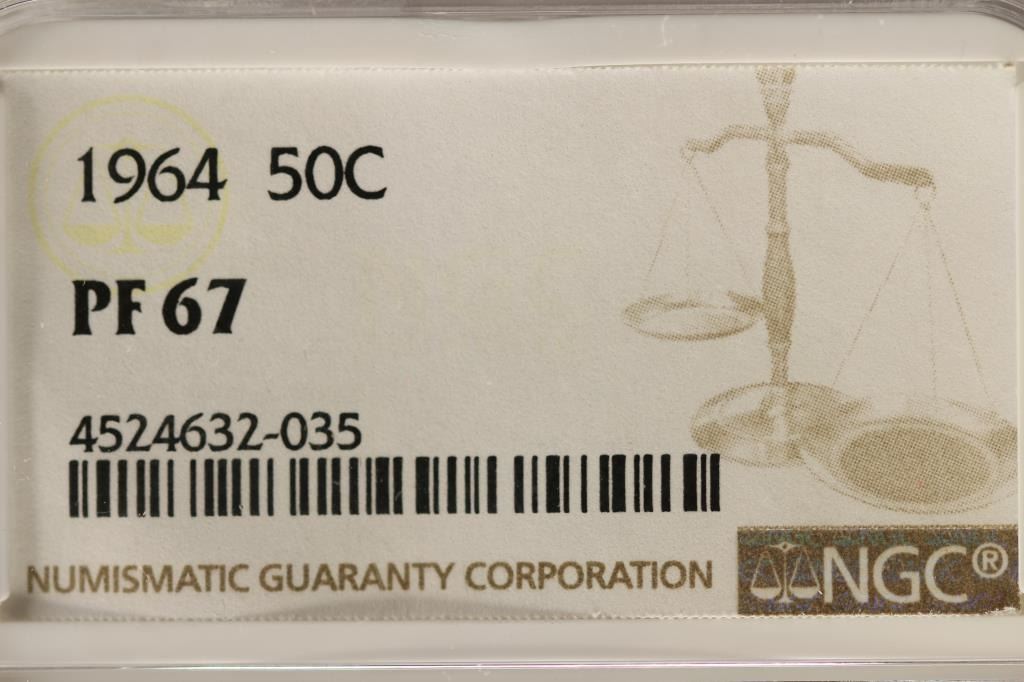 1964 50C
PF 67
4524632-035
NUMISMATIC GUARANTY CORPORATION
NGC®